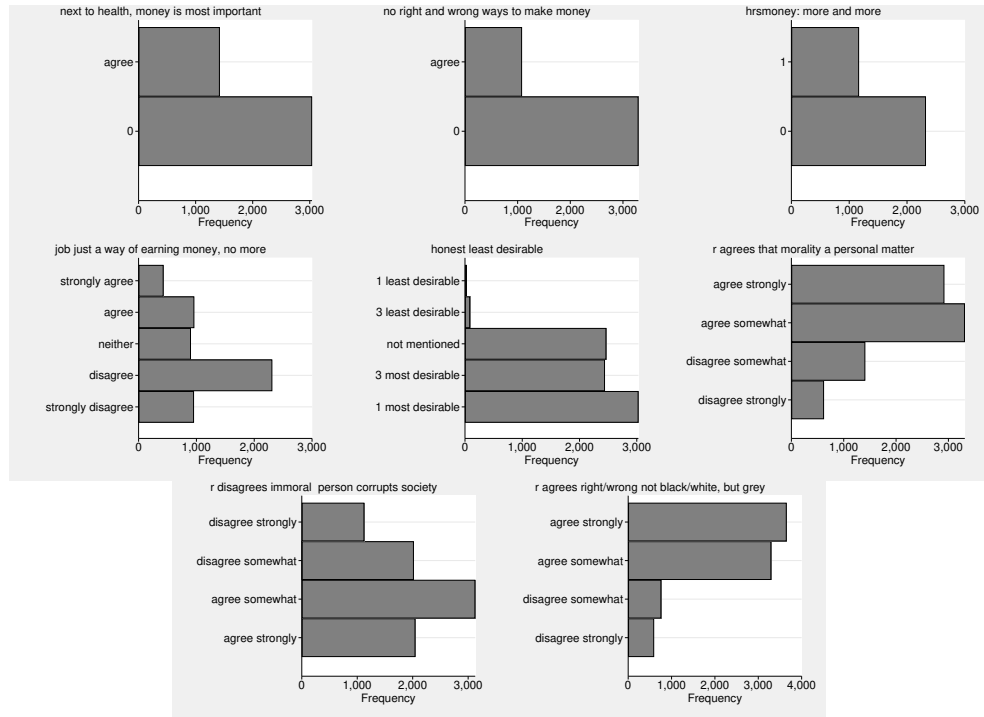 next to health, money is most important
agree
0
0 1,000 2,000 3,000
Frequency
no right and wrong ways to make money
agree
0
0 1,000 2,000 3,000
Frequency
hrsmoney: more and more
1
0
0 1,000 2,000 3,000
Frequency
job just a way of earning money, no more
strongly agree
agree
neither
disagree
strongly disagree
0 1,000 2,000 3,000
Frequency
honest least desirable
1 least desirable
3 least desirable
not mentioned
3 most desirable
1 most desirable
0 1,000 2,000 3,000
Frequency
r agrees that morality a personal matter
agree strongly
agree somewhat
disagree somewhat
disagree strongly
0 1,000 2,000 3,000
Frequency
r disagrees immoral person corrupts society
disagree strongly
disagree somewhat
agree somewhat
agree strongly
0 1,000 2,000 3,000
Frequency
r agrees right/wrong not black/white, but grey
agree strongly
agree somewhat
disagree somewhat
disagree strongly
0 1,000 2,000 3,000 4,000
Frequency